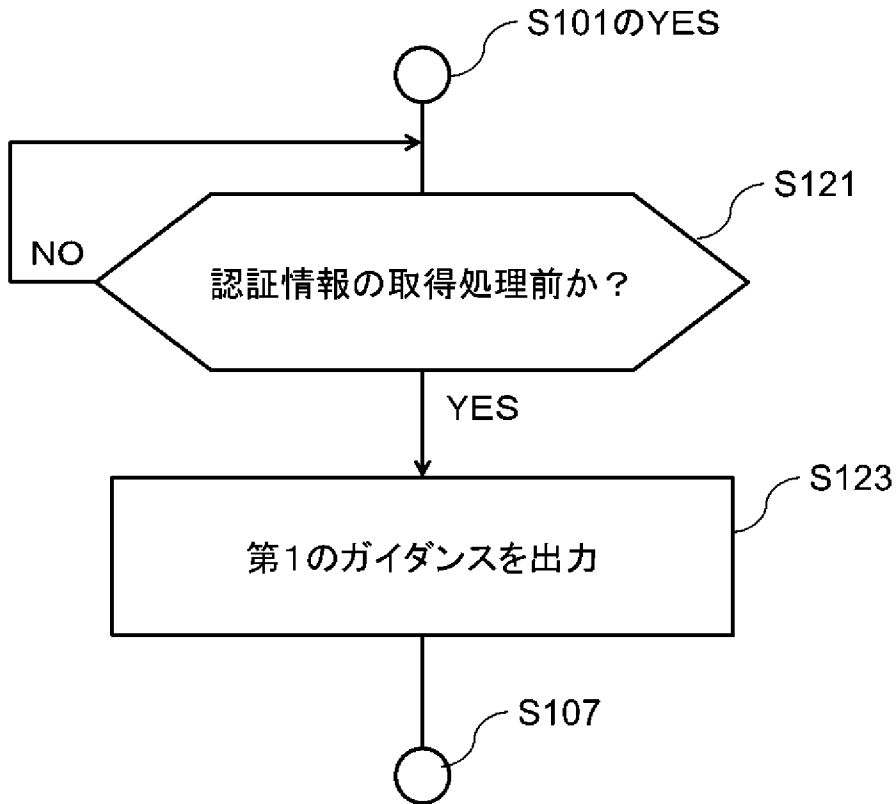 S101のYES
S121
NO
認証情報の取得処理前か？
YES
S123
第１のガイダンスを出力
S107